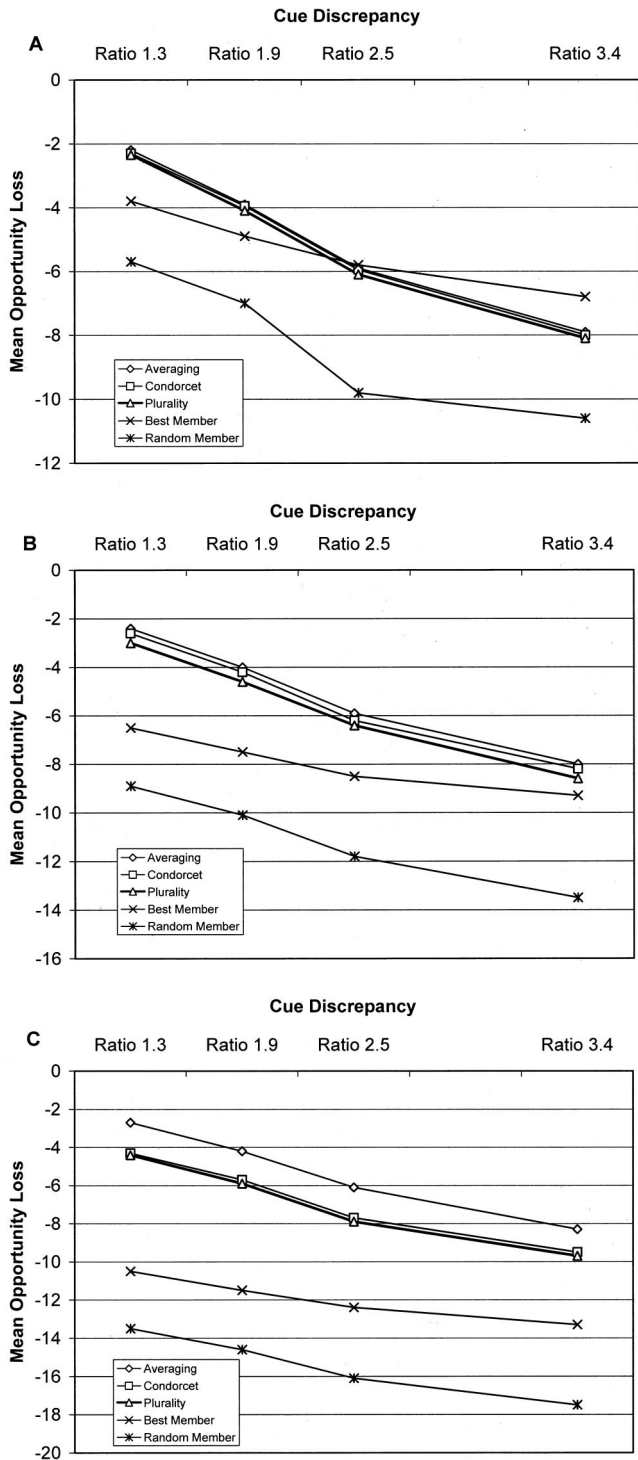 Cue Discrepancy
A
Ratio 1.3 Ratio 1.9 Ratio 2.5 Ratio 3.4
0
-2
-4
-6
-8
-10
-12
Mean Opportunity Loss
Averaging
Condorcet
Plurality
Best Member
Random Member
Cue Discrepancy
B
Ratio 1.3 Ratio 1.9 Ratio 2.5 Ratio 3.4
0
-2
-4
-6
-8
-10
-12
-14
-16
Mean Opportunity Loss
Averaging
Condorcet
Plurality
Best Member
Random Member
Cue Discrepancy
C
Ratio 1.3 Ratio 1.9 Ratio 2.5 Ratio 3.4
0
-2
-4
-6
-8
-10
-12
-14
-16
-18
-20
Mean Opportunity Loss
Averaging
Condorcet
Plurality
Best Member
Random Member